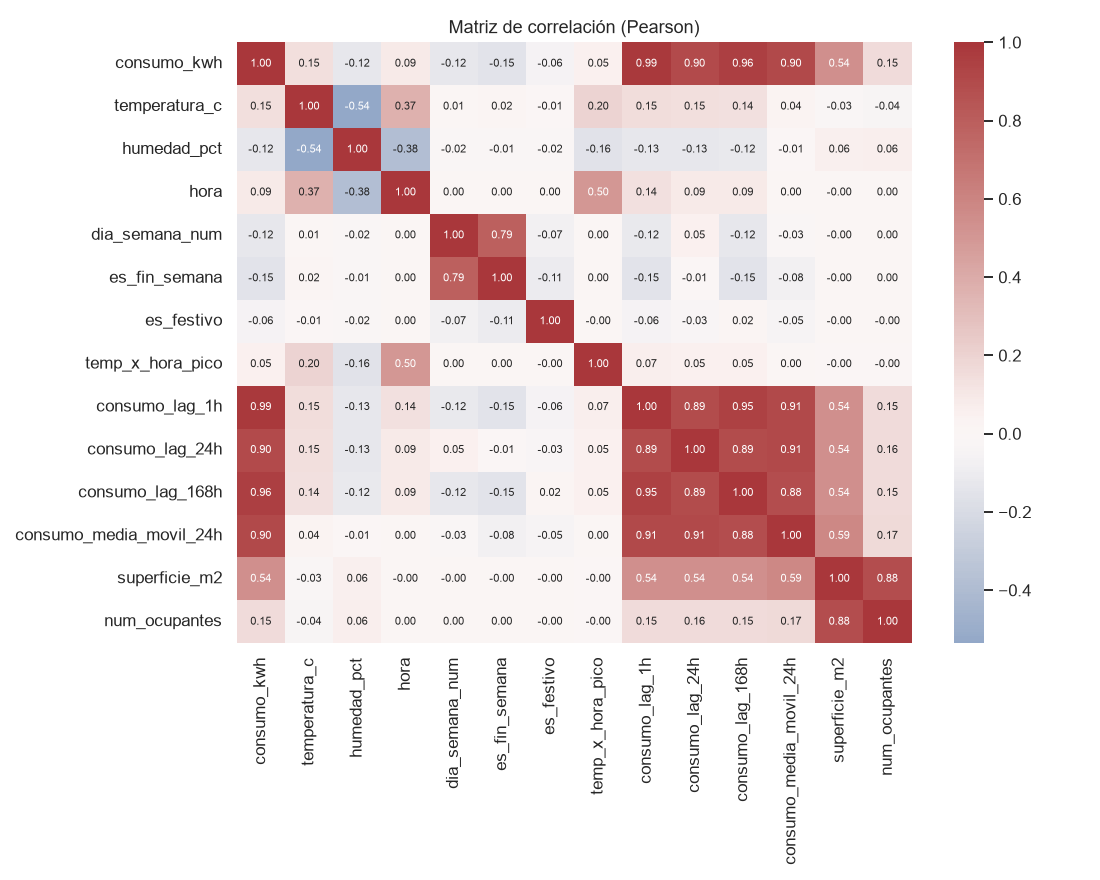 Matriz de correlación (Pearson)
consumo_kwh 1.00 0.15 -0.12 0.09 -0.12 -0.15 -0.06 0.05 0.99 0.90 0.96 0.90 0.54 0.15
temperatura_c 0.15 1.00 -0.54 0.37 0.01 0.02 -0.01 0.20 0.15 0.15 0.14 0.04 -0.03 -0.04
humedad_pct -0.12 -0.54 1.00 -0.38 -0.02 -0.01 -0.02 -0.16 -0.13 -0.13 -0.12 -0.01 0.06 0.06
hora 0.09 0.37 -0.38 1.00 0.00 0.00 0.00 0.50 0.14 0.09 0.09 0.00 -0.00 0.00
dia_semana_num -0.12 0.01 -0.02 0.00 1.00 0.79 -0.07 0.00 -0.12 0.05 -0.12 -0.03 -0.00 0.00
es_fin_semana -0.15 0.02 -0.01 0.00 0.79 1.00 -0.11 0.00 -0.15 -0.01 -0.15 -0.08 -0.00 0.00
es_festivo -0.06 -0.01 -0.02 0.00 -0.07 -0.11 1.00 -0.00 -0.06 -0.03 0.02 -0.05 -0.00 -0.00
temp_x_hora_pico 0.05 0.20 -0.16 0.50 0.00 0.00 -0.00 1.00 0.07 0.05 0.05 0.00 -0.00 -0.00
consumo_lag_1h 0.99 0.15 -0.13 0.14 -0.12 -0.15 -0.06 0.07 1.00 0.89 0.95 0.91 0.54 0.15
consumo_lag_24h 0.90 0.15 -0.13 0.09 0.05 -0.01 -0.03 0.05 0.89 1.00 0.89 0.91 0.54 0.16
consumo_lag_168h 0.96 0.14 -0.12 0.09 -0.12 -0.15 0.02 0.05 0.95 0.89 1.00 0.88 0.54 0.15
consumo_media_movil_24h 0.90 0.04 -0.01 0.00 -0.03 -0.08 -0.05 0.00 0.91 0.91 0.88 1.00 0.59 0.17
superficie_m2 0.54 -0.03 0.06 -0.00 -0.00 -0.00 -0.00 -0.00 0.54 0.54 0.54 0.59 1.00 0.88
num_ocupantes 0.15 -0.04 0.06 0.00 0.00 0.00 -0.00 -0.00 0.15 0.16 0.15 0.17 0.88 1.00
consumo_kwh
temperatura_c
humedad_pct
hora
dia_semana_num
es_fin_semana
es_festivo
temp_x_hora_pico
consumo_lag_1h
consumo_lag_24h
consumo_lag_168h
consumo_media_movil_24h
superficie_m2
num_ocupantes
1.0
0.8
0.6
0.4
0.2
0.0
−0.2
−0.4